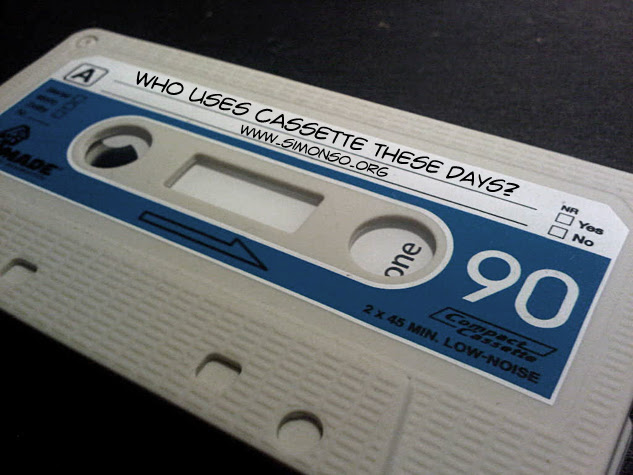 A
WHO USES CASSETTE THESE DAYS?
WWW.SIMONSO.ORG
NR
Yes
No
MADE
one
90
Compact
Cassette
2 x 45 MIN. LOW-NOISE